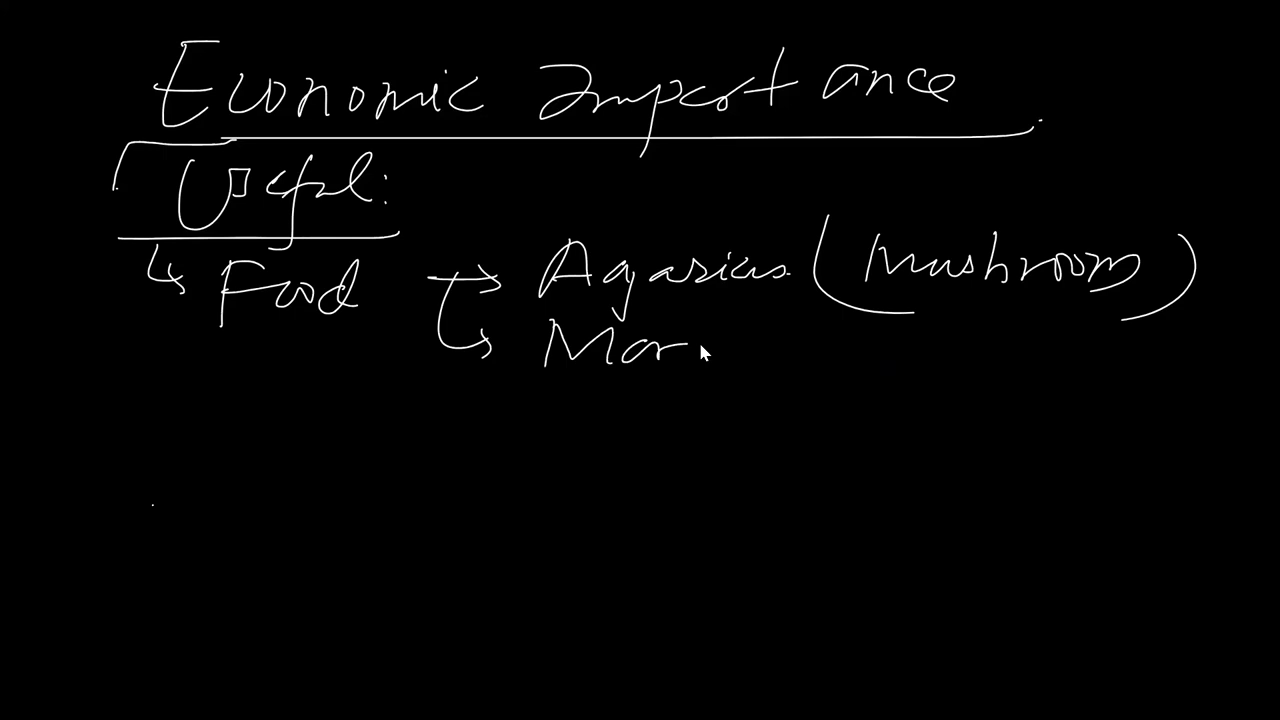 Economic Importance
Useful:
↳ Food → Agaricus (Mushroom)
↳ Mor